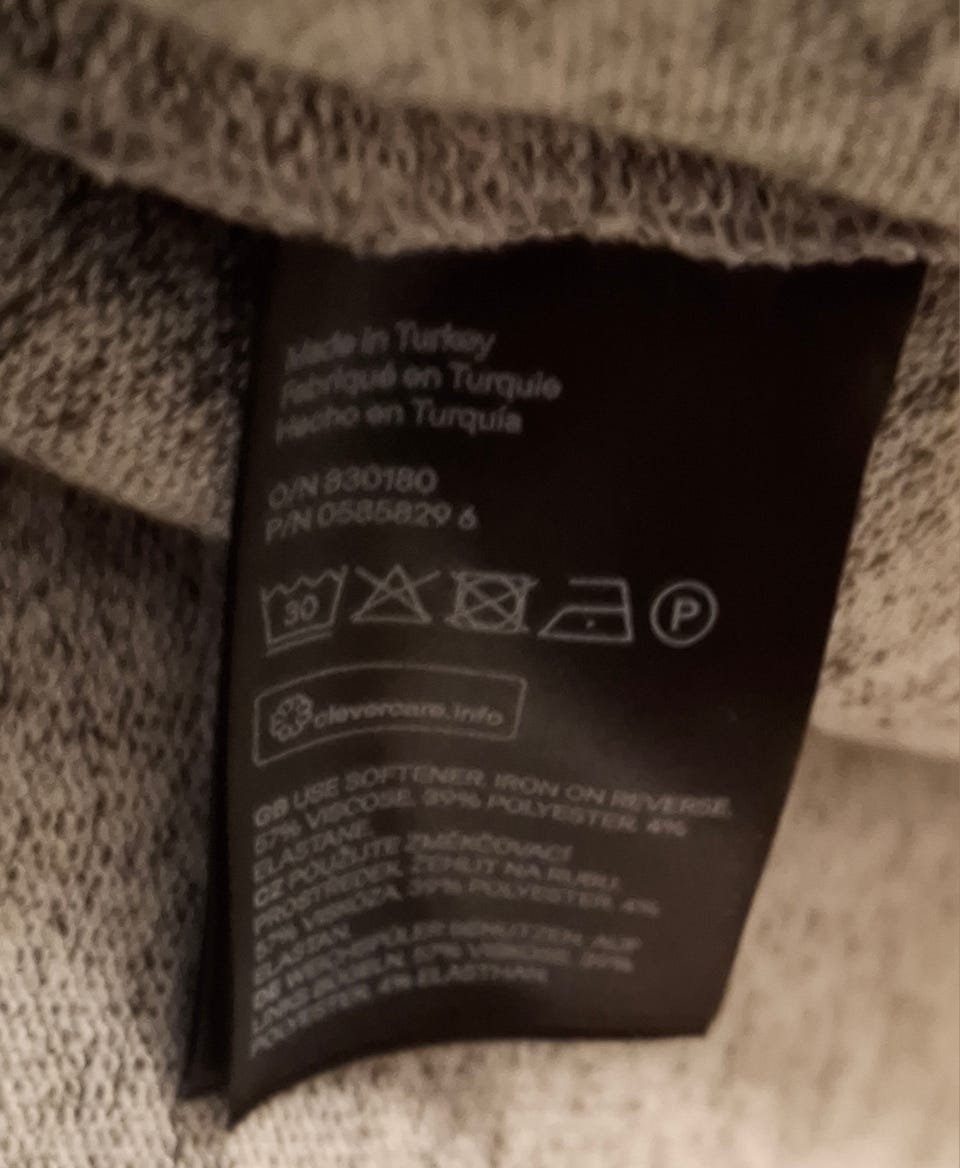 Made in Turkey
Fabriqué en Turquie
Hecho en Turquía
O/N 930180
P/N 0585829 6
30
P
clevercare.info
GB USE SOFTENER. IRON ON REVERSE.
57% VISCOSE, 39% POLYESTER, 4%
ELASTANE.
CZ POUŽIJTE ZMĚKČOVACÍ
PROSTŘEDEK. ŽEHLIT NA RUBU.
57% VISKÓZA, 39% POLYESTER, 4%
ELASTAN.
DE WEICHSPÜLER BENUTZEN. AUF
LINKS BÜGELN. 57% VISKOSE, 39%
POLYESTER, 4% ELASTHAN.